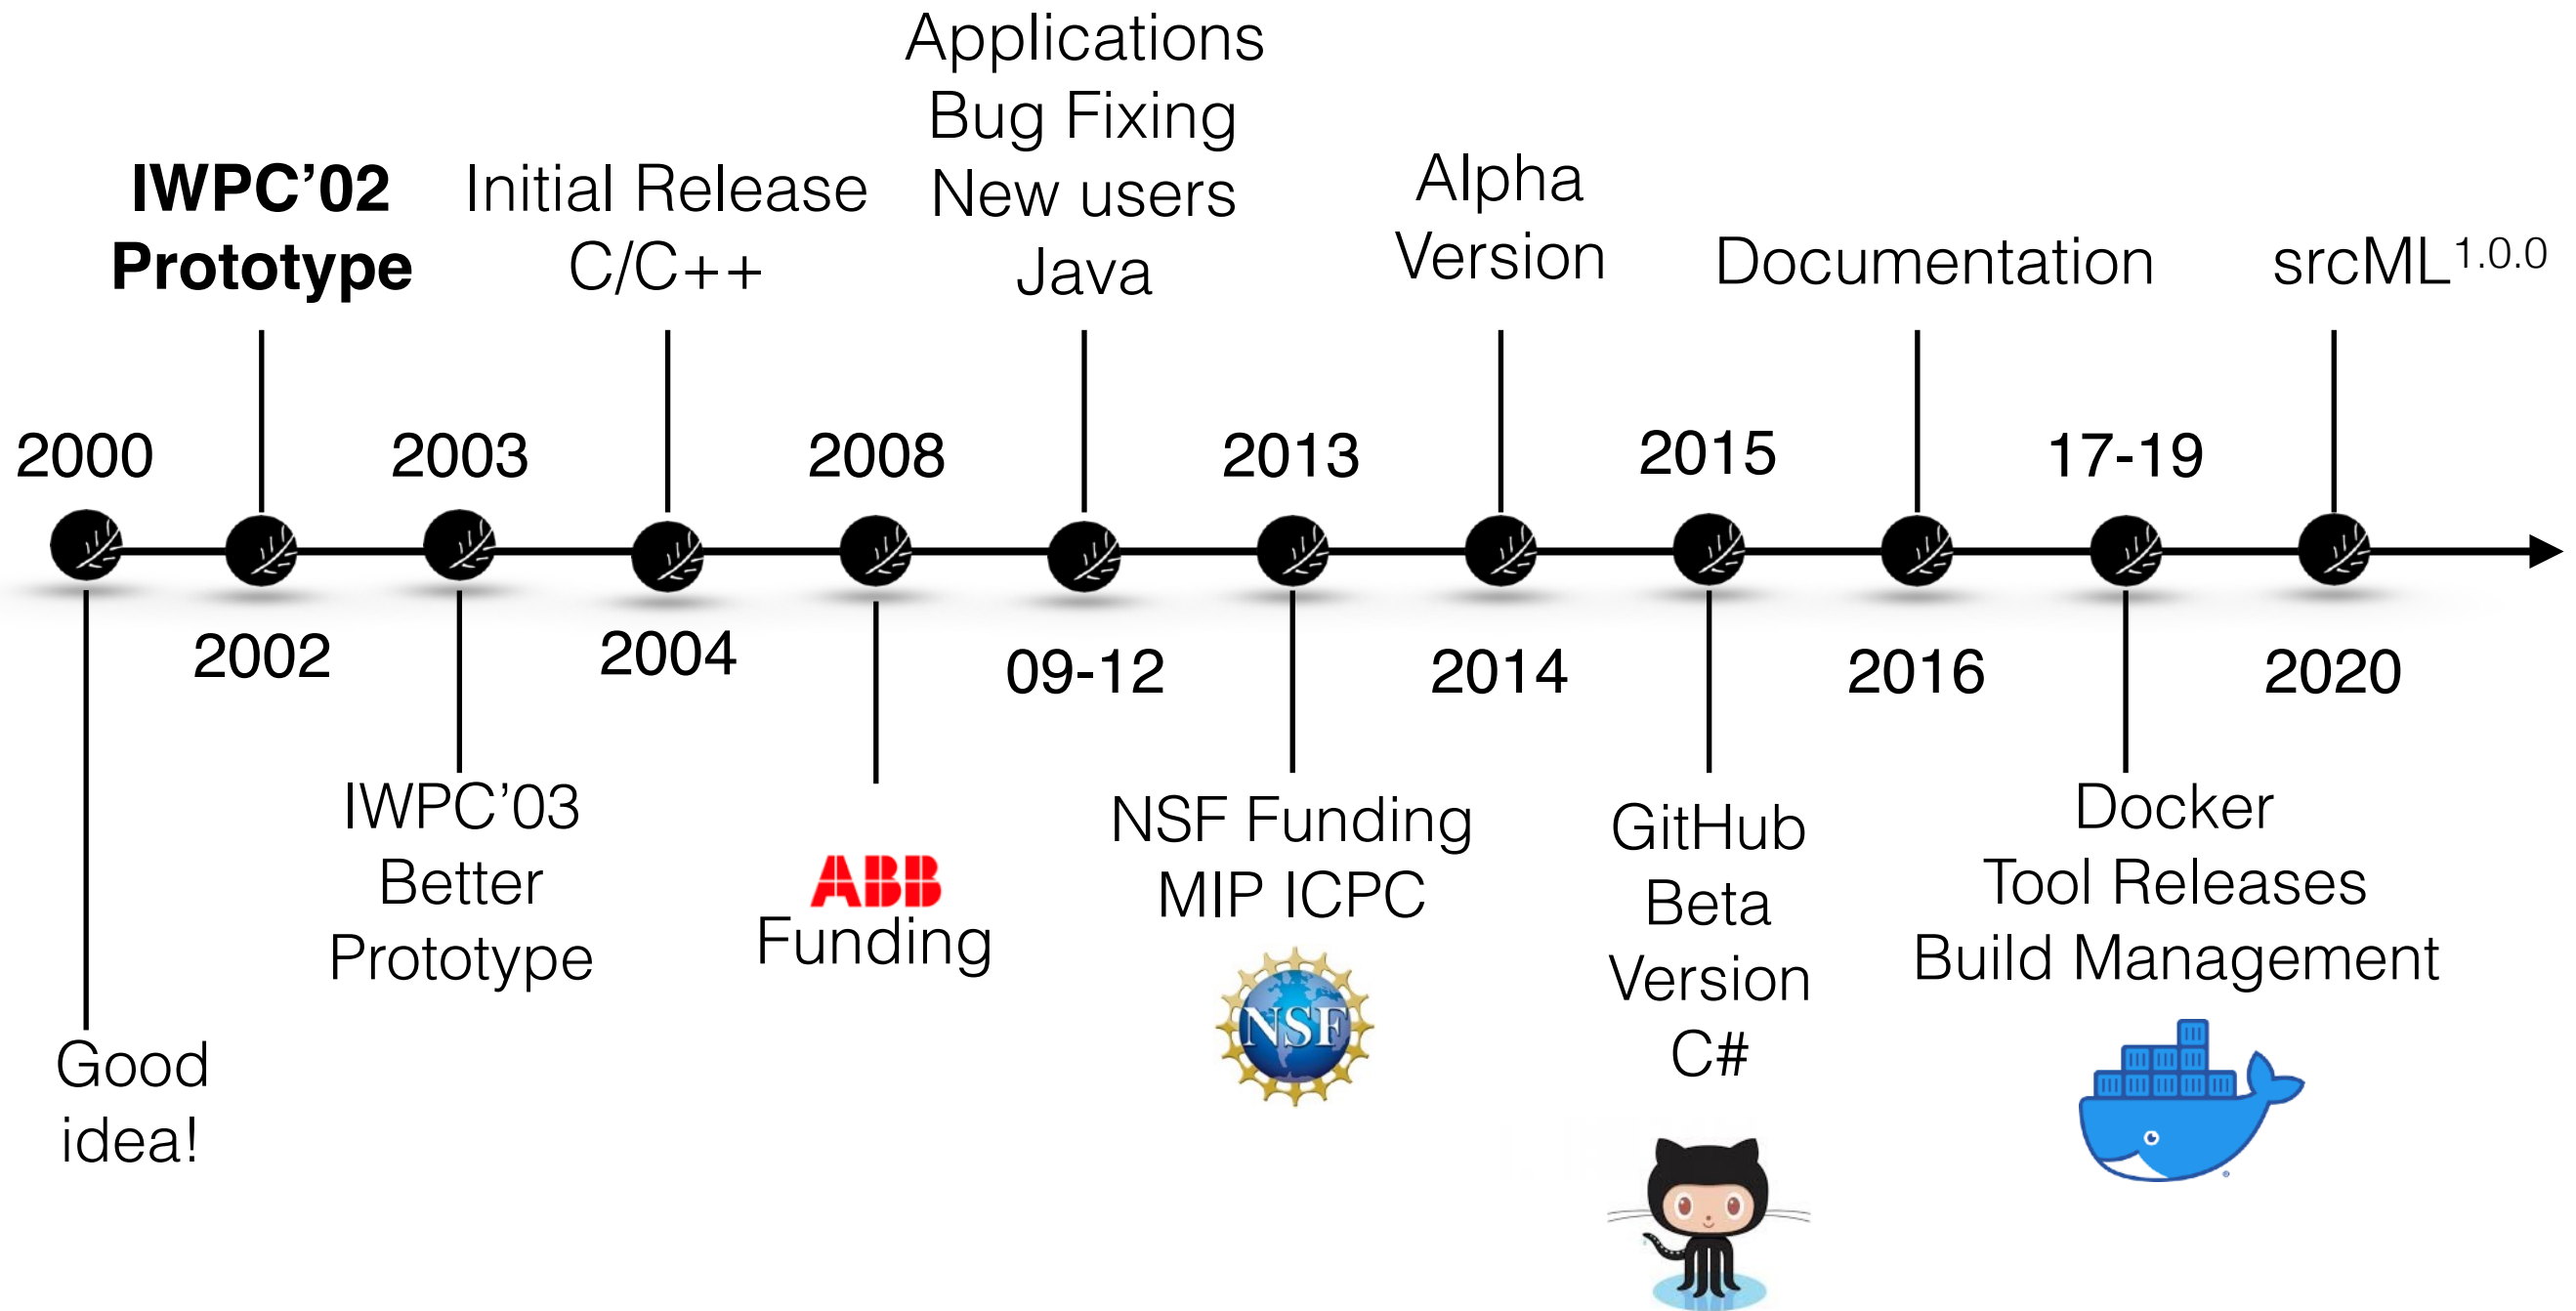 Applications
Bug Fixing
New users
Java
IWPC’02
Prototype
Initial Release
C/C++
Alpha
Version
Documentation
srcML1.0.0
2000
2003
2008
2013
2015
17-19
2002
2004
09-12
2014
2016
2020
Good
idea!
IWPC’03
Better
Prototype
ABB
Funding
NSF Funding
MIP ICPC
NSF
GitHub
Beta
Version
C#
Docker
Tool Releases
Build Management